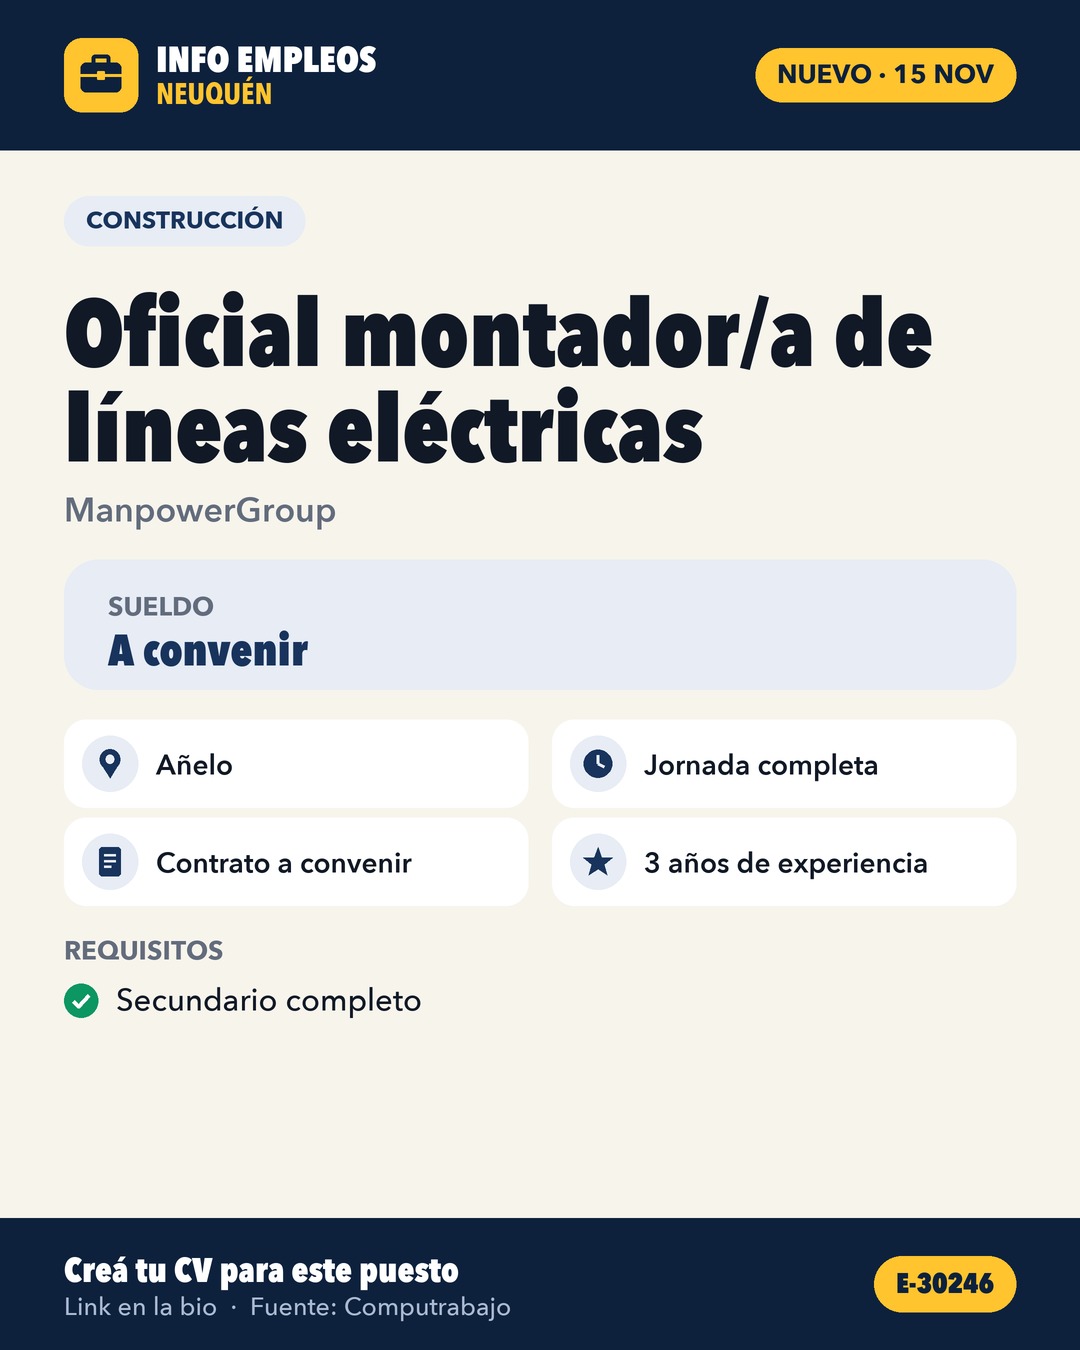 INFO EMPLEOS
NEUQUÉN
NUEVO · 15 NOV
CONSTRUCCIÓN
Oficial montador/a de
líneas eléctricas
ManpowerGroup
SUELDO
A convenir
Añelo
Jornada completa
Contrato a convenir
3 años de experiencia
REQUISITOS
Secundario completo
Creá tu CV para este puesto
Link en la bio · Fuente: Computrabajo
E-30246